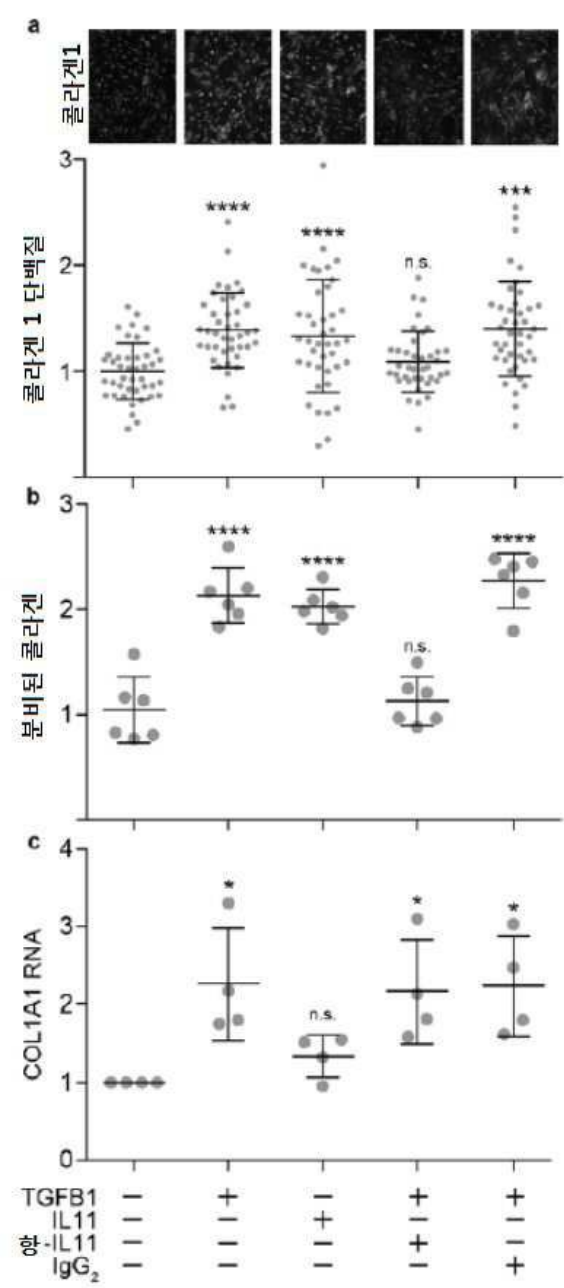 a
콜라겐1
3
****
****
n.s.
***
2
1
콜라겐 1 단백질
b
3
****
****
n.s.
****
2
1
분비된 콜라겐
c
4
*
n.s.
*
*
3
2
1
0
COL1A1 RNA
TGFB1 − + − + +
IL11 − − + − −
항-IL11 − − − + −
IgG2 − − − − +